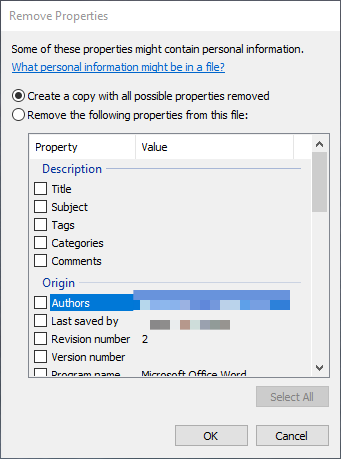 Remove Properties
Some of these properties might contain personal information.
What personal information might be in a file?
Create a copy with all possible properties removed
Remove the following properties from this file:
Property Value
Description
Title
Subject
Tags
Categories
Comments
Origin
Authors
Last saved by
Revision number 2
Version number
Program name Microsoft Office Word
Select All
OK Cancel